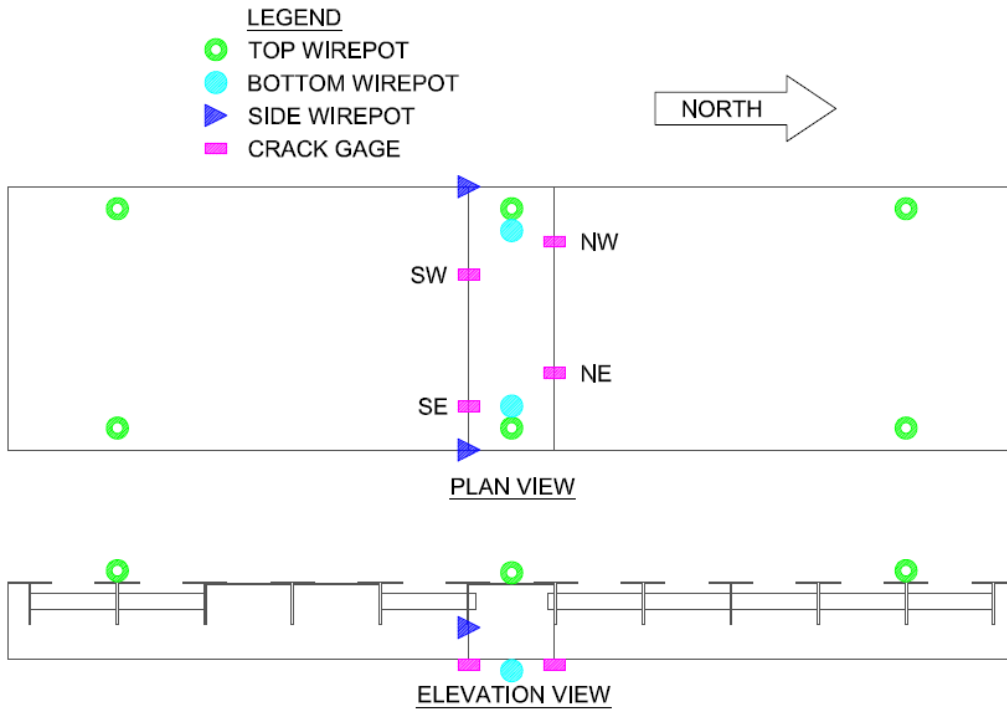 LEGEND
TOP WIREPOT
BOTTOM WIREPOT
SIDE WIREPOT
CRACK GAGE
NORTH
NW
SW
NE
SE
PLAN VIEW
ELEVATION VIEW